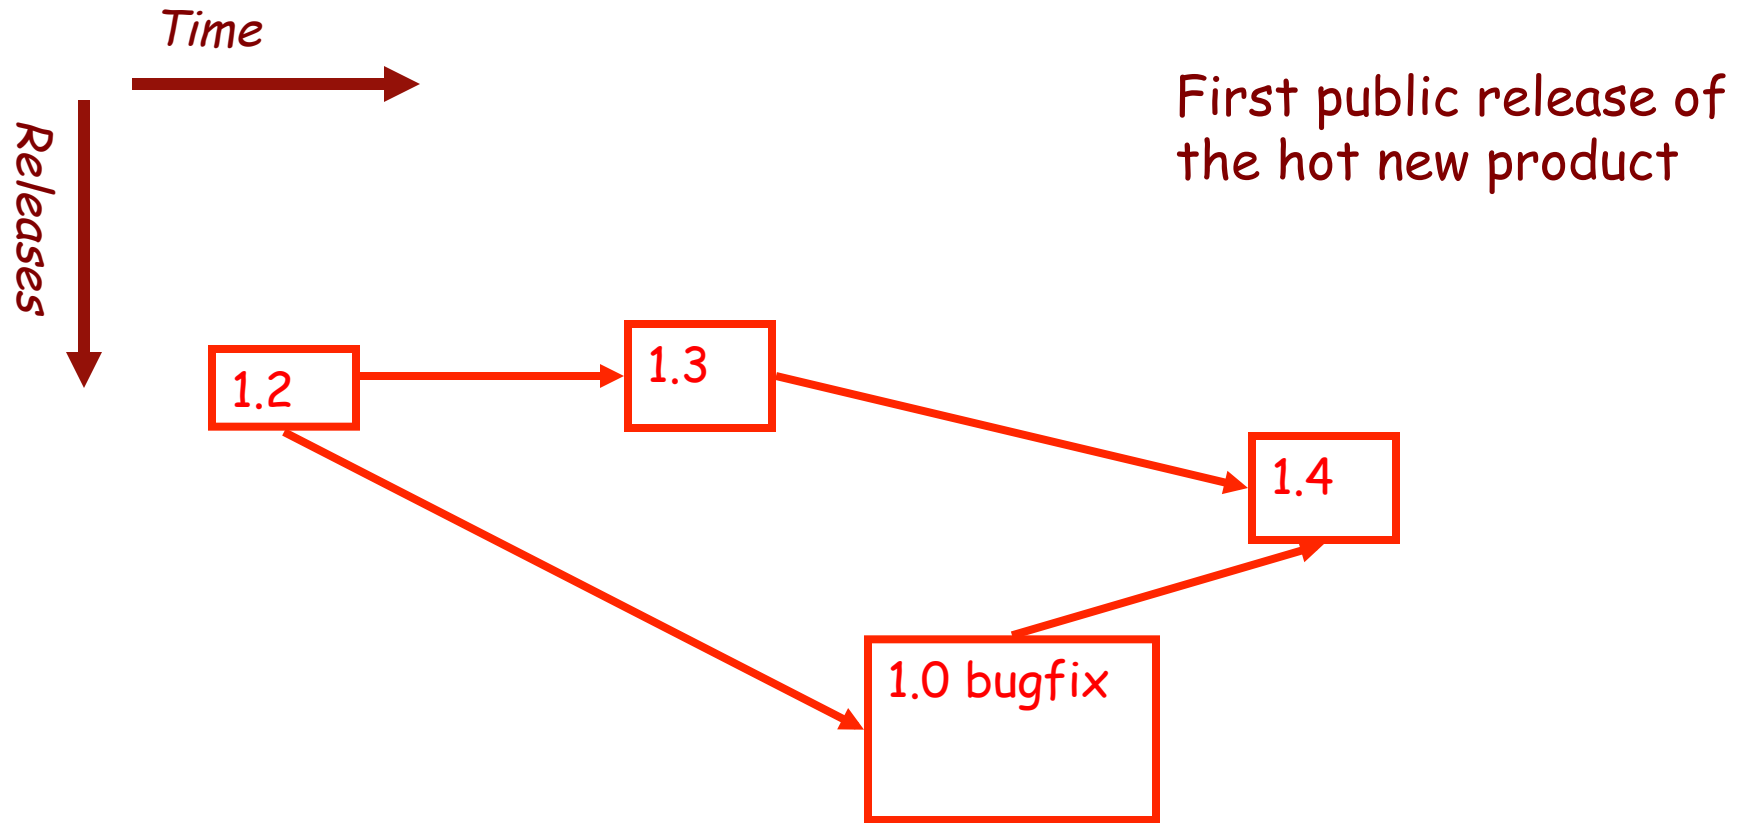 Time
First public release of
the hot new product
Releases
1.2
1.3
1.4
1.0 bugfix